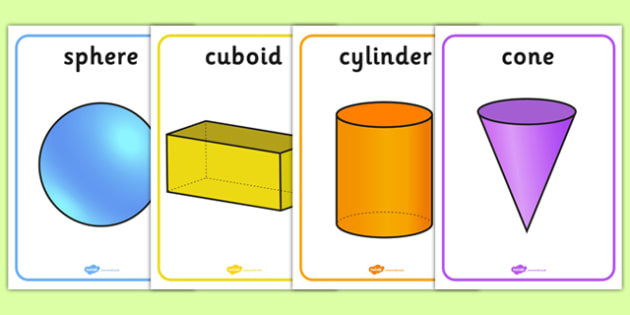 sphere
cuboid
cylinder
cone